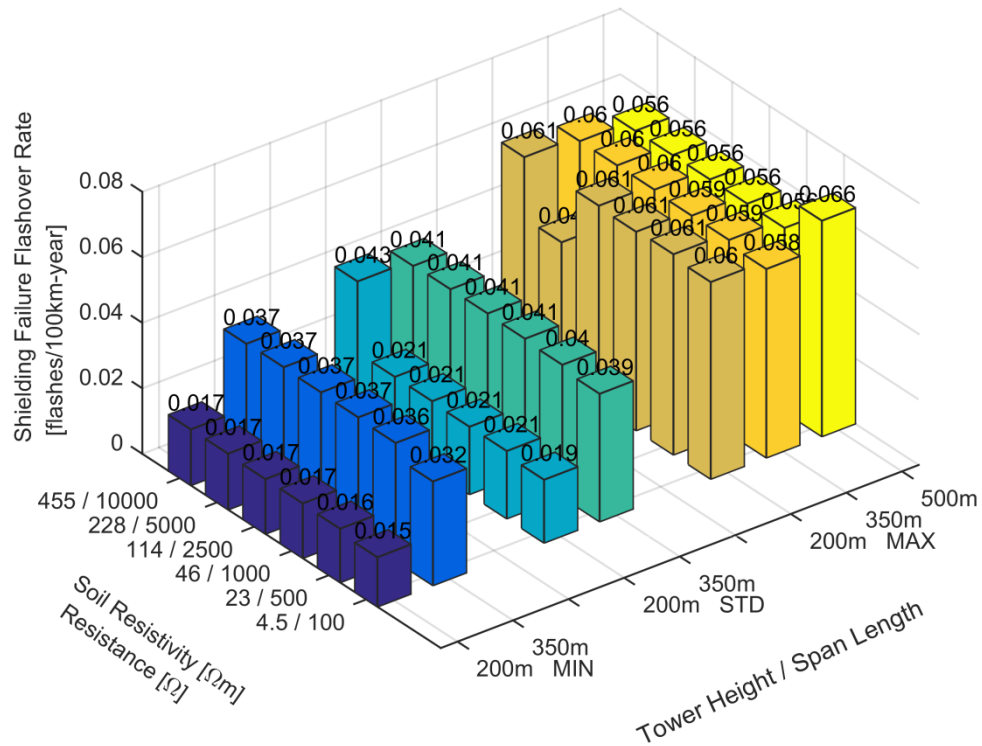 Shielding Failure Flashover Rate
[flashes/100km-year]
0.08
0.06
0.04
0.02
0
0.061
0.06
0.056
0.06
0.056
0.06
0.056
0.061
0.059
0.056
0.061
0.059
0.066
0.061
0.058
0.06
0.043
0.041
0.041
0.041
0.041
0.04
0.039
0.021
0.021
0.021
0.021
0.019
0.037
0.037
0.037
0.037
0.036
0.032
0.017
0.017
0.017
0.017
0.016
0.015
455 / 10000
228 / 5000
114 / 2500
46 / 1000
23 / 500
4.5 / 100
Soil Resistivity [Ωm]
Resistance [Ω]
500m
350m
200m MAX
350m
200m STD
350m
200m MIN
Tower Height / Span Length